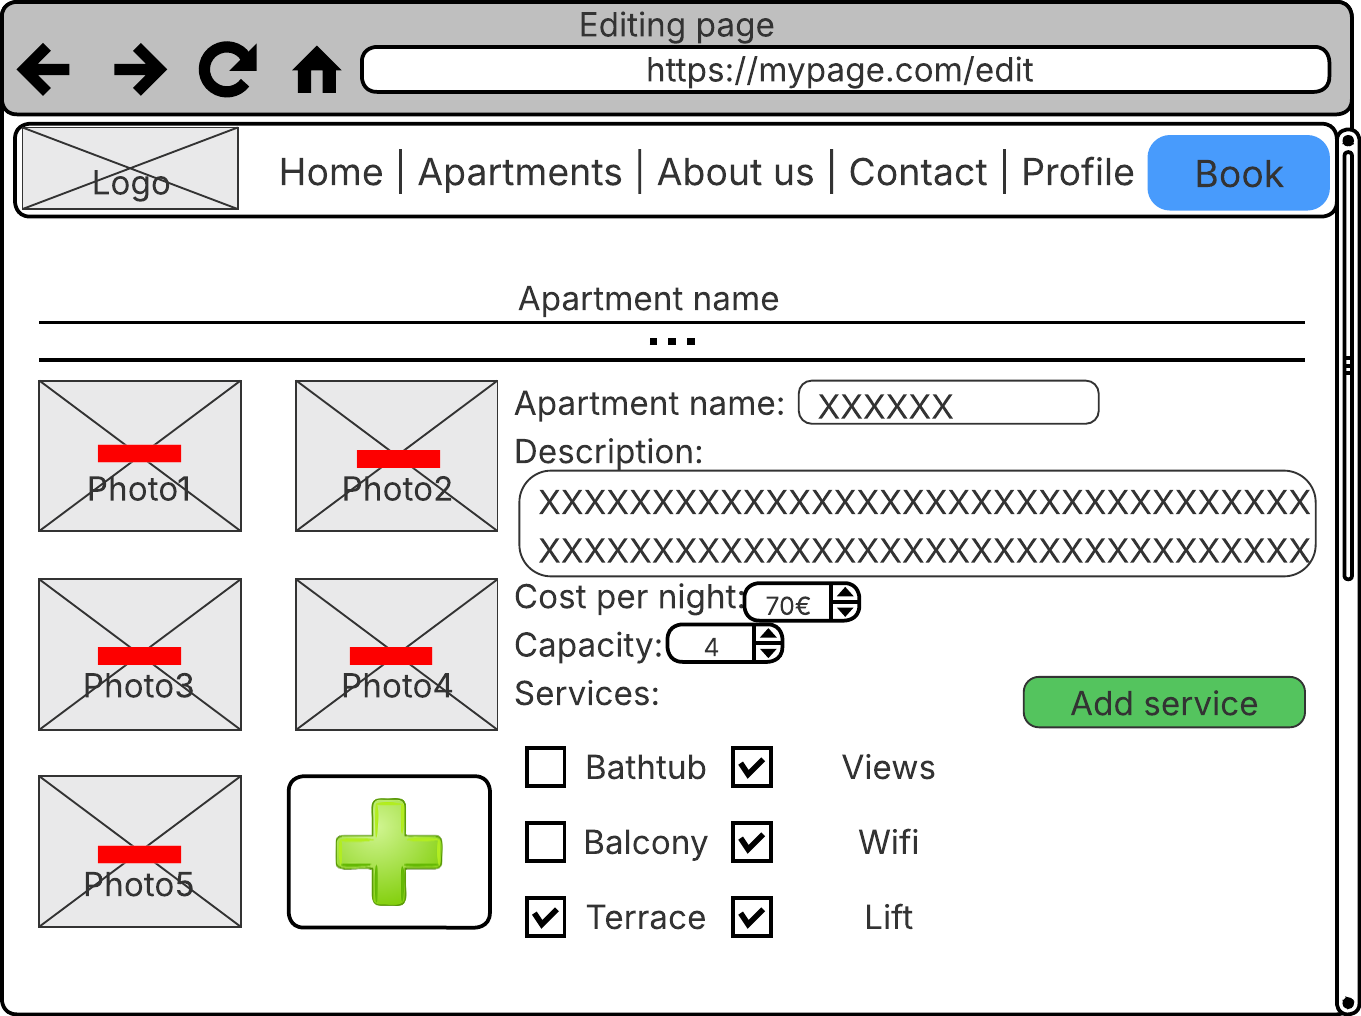 Editing page
https://mypage.com/edit
Logo
Home | Apartments | About us | Contact | Profile
Book
Apartment name
...
Photo1
Photo2
Photo3
Photo4
Photo5
Apartment name: XXXXXX
Description:
XXXXXXXXXXXXXXXXXXXXXXXXXXXXXXXXXX
XXXXXXXXXXXXXXXXXXXXXXXXXXXXXXXXXX
Cost per night: 70€
Capacity: 4
Services:
Add service
Bathtub Views
Balcony Wifi
Terrace Lift